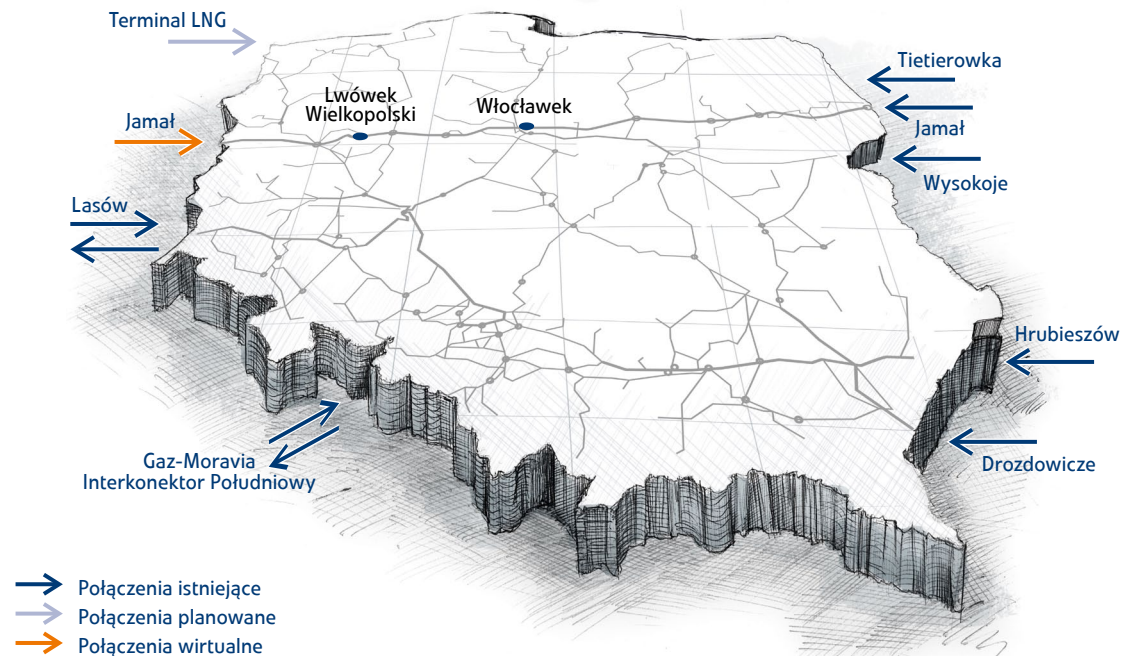 Terminal LNG
Tietierowka
Lwówek
Wielkopolski
Włocławek
Jamał
Jamał
Wysokoje
Lasów
Hrubieszów
Gaz-Moravia
Interkonektor Południowy
Drozdowicze
Połączenia istniejące
Połączenia planowane
Połączenia wirtualne